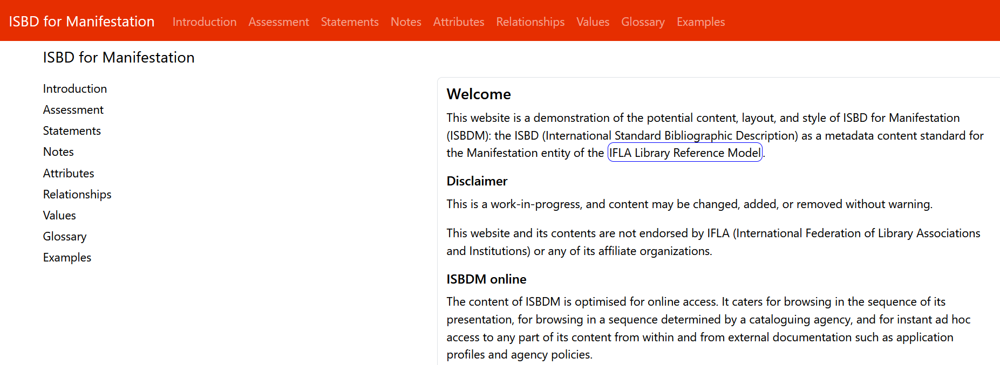 ISBD for Manifestation Introduction Assessment Statements Notes Attributes Relationships Values Glossary Examples
ISBD for Manifestation
Introduction
Assessment
Statements
Notes
Attributes
Relationships
Values
Glossary
Examples
Welcome
This website is a demonstration of the potential content, layout, and style of ISBD for Manifestation
(ISBDM): the ISBD (International Standard Bibliographic Description) as a metadata content standard for
the Manifestation entity of the IFLA Library Reference Model.
Disclaimer
This is a work-in-progress, and content may be changed, added, or removed without warning.
This website and its contents are not endorsed by IFLA (International Federation of Library Associations
and Institutions) or any of its affiliate organizations.
ISBDM online
The content of ISBDM is optimised for online access. It caters for browsing in the sequence of its
presentation, for browsing in a sequence determined by a cataloguing agency, and for instant ad hoc
access to any part of its content from within and from external documentation such as application
profiles and agency policies.